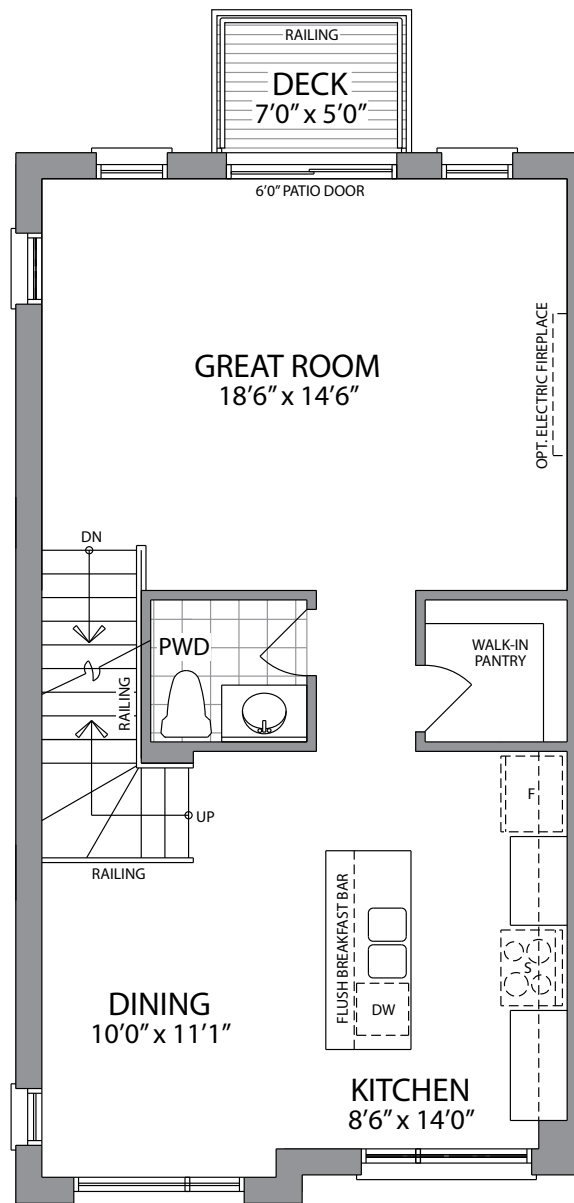 RAILING
DECK
7’0” x 5’0”
6’0” PATIO DOOR
GREAT ROOM
18’6” x 14’6”
OPT. ELECTRIC FIREPLACE
DN
PWD
WALK-IN
PANTRY
RAILING
F
UP
RAILING
FLUSH BREAKFAST BAR
S
DW
DINING
10’0” x 11’1”
KITCHEN
8’6” x 14’0”